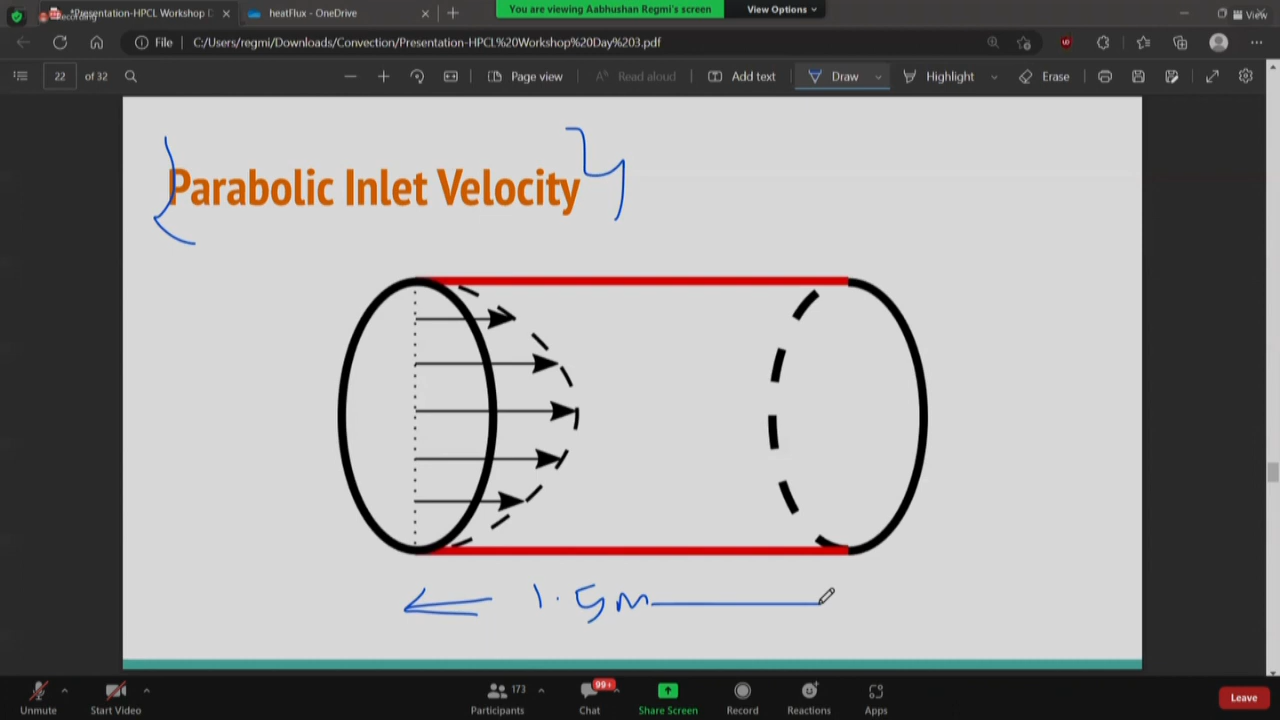 *Presentation-HPCL Workshop D
heatFlux - OneDrive
You are viewing Aabhushan Regmi's screen
View Options
View
Recording
File
C:/Users/regmi/Downloads/Convection/Presentation-HPCL%20Workshop%20Day%203.pdf
22 of 32
Page view
Read aloud
Add text
Draw
Highlight
Erase
Parabolic Inlet Velocity
1.5m
Unmute
Start Video
Participants
173
Chat
99+
Share Screen
Record
Reactions
Apps
Leave